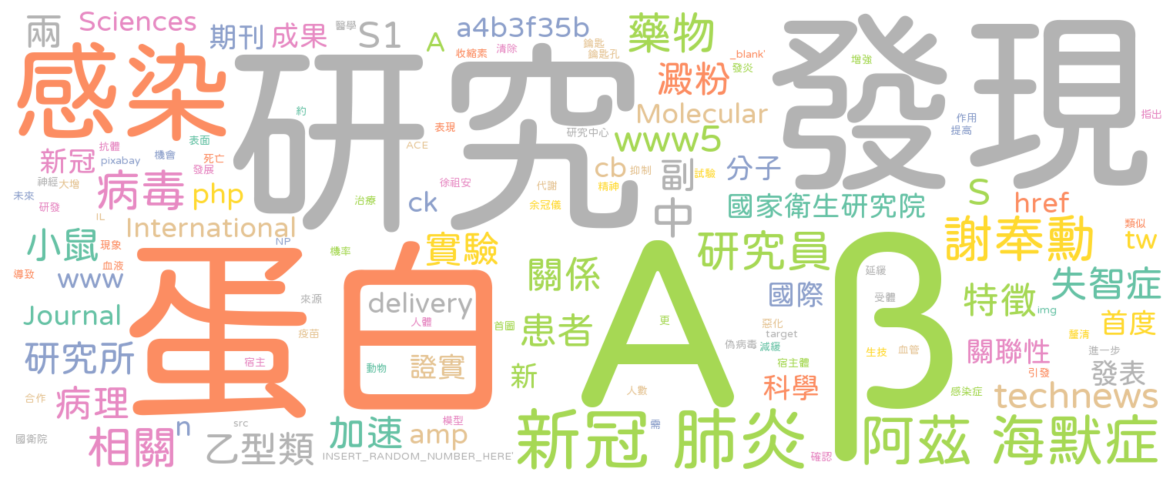 Sciences
兩
期刊
成果
醫學
S1
a4b3f35b
藥物
A
收縮素
清除
鑰匙
鑰匙孔
_blank'
發炎
增強
感染
研究
發現
澱粉
Molecular
www5
約
表現
ACE
研究中心
作用
提高
指出
表面
抗體
新冠
pixabay
機會
死亡
發展
cb
抑制
精神
試驗
副
分子
神經
大增
未來
研發
病毒
php
治療
ck
徐祖安
代謝
余冠儀
中
S
國家衛生研究院
href
類似
IL
International
小鼠
現象
NP
機率
實驗
研究員
謝奉勳
tw
導致
血液
www
來源
關係
延緩
國際
受體
特徵
失智症
img
delivery
人體
Journal
疫苗
首圖
患者
更
惡化
target
減緩
偽病毒
釐清
首度
蛋白
Aβ
研究所
宿主
動物
證實
宿主體
生技
血管
關聯性
進一步
引發
發表
新
人數
科學
感染症
technews
合作
病理
n
src
模型
需
國衛院
相關
乙型類
加速
amp
新冠 肺炎
阿茲 海默症
INSERT_RANDOM_NUMBER_HERE'
確認